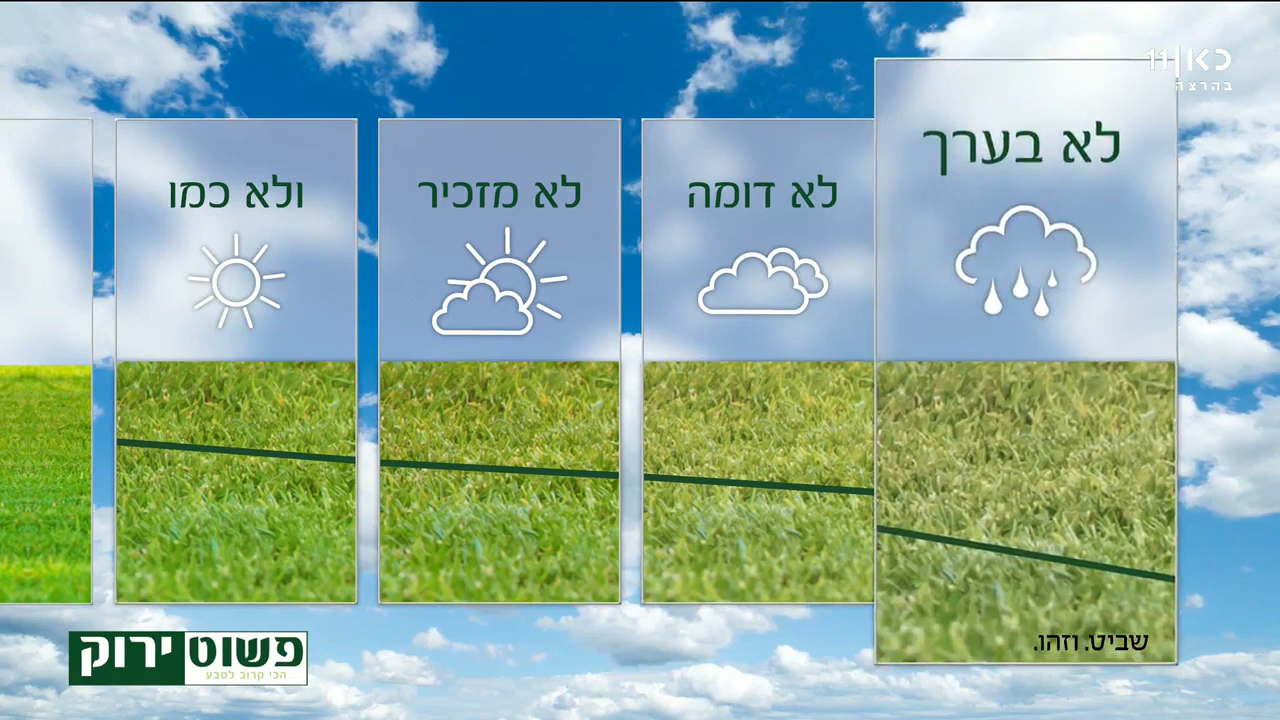 כאן 11
בהרצה
לא בערך
לא דומה
לא מזכיר
ולא כמו
שביט. וזהו.
פשוט ירוק
הכי קרוב לטבע